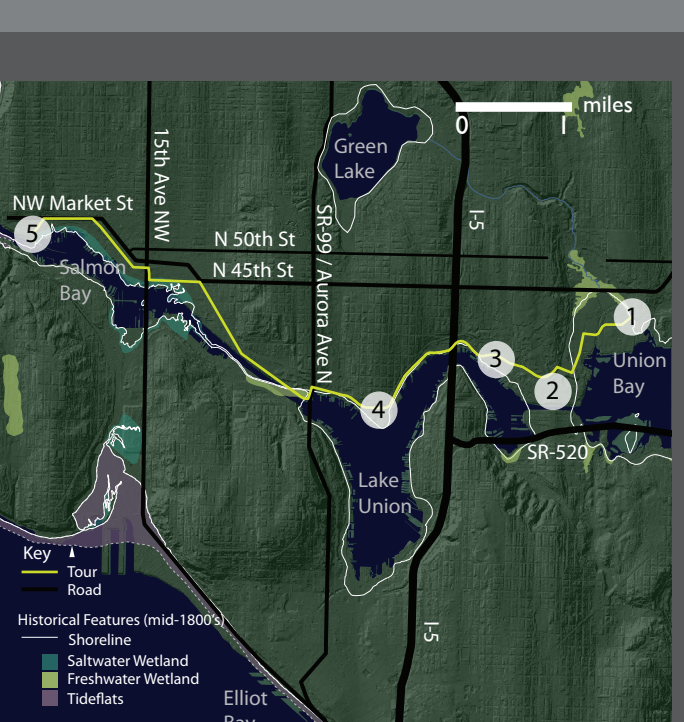 miles
0 1
Green
Lake
15th Ave NW
NW Market St
5
SR-99 / Aurora Ave N
I-5
N 50th St
N 45th St
Salmon
Bay
1
3
2
Union
Bay
4
SR-520
Lake
Union
Key
Tour
Road
Historical Features (mid-1800's)
Shoreline
Saltwater Wetland
Freshwater Wetland
Tideflats
I-5
Elliot
Bay